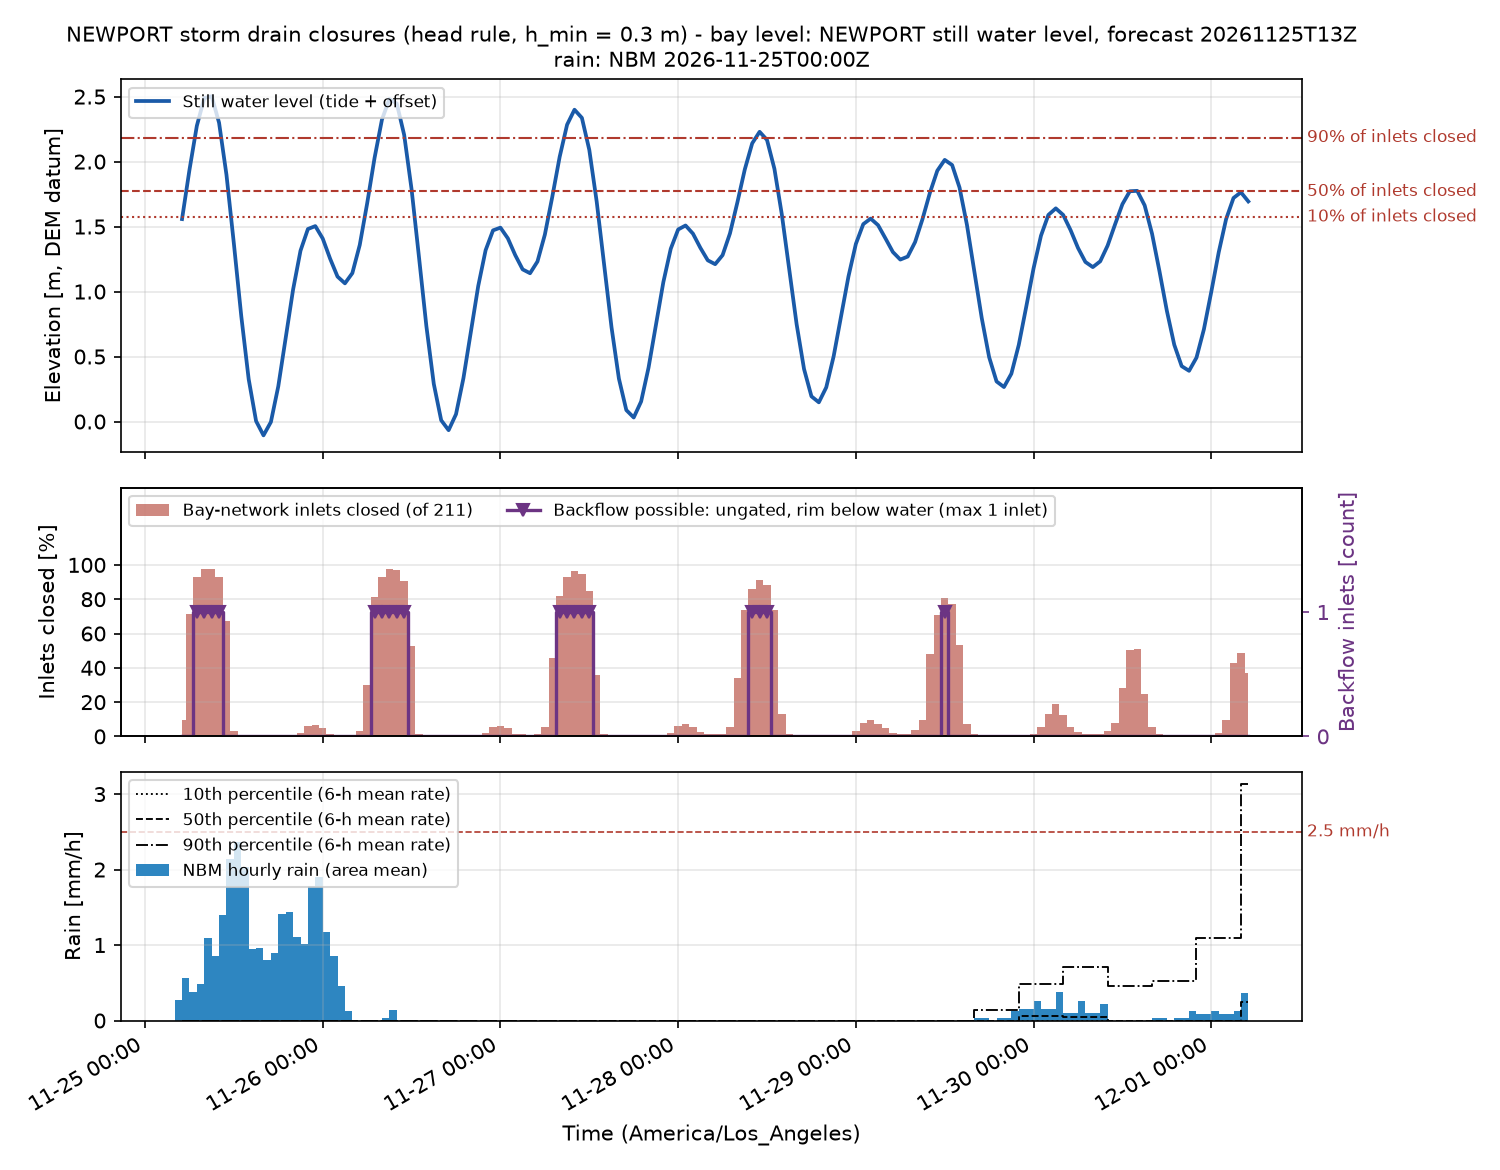 NEWPORT storm drain closures (head rule, h_min = 0.3 m) - bay level: NEWPORT still water level, forecast 20261125T13Z
rain: NBM 2026-11-25T00:00Z
Still water level (tide + offset)
Elevation [m, DEM datum]
2.5
2.0
1.5
1.0
0.5
0.0
90% of inlets closed
50% of inlets closed
10% of inlets closed
Bay-network inlets closed (of 211)
Backflow possible: ungated, rim below water (max 1 inlet)
Inlets closed [%]
100
80
60
40
20
0
Backflow inlets [count]
1
0
10th percentile (6-h mean rate)
50th percentile (6-h mean rate)
90th percentile (6-h mean rate)
NBM hourly rain (area mean)
Rain [mm/h]
3
2
1
0
2.5 mm/h
11-25 00:00
11-26 00:00
11-27 00:00
11-28 00:00
11-29 00:00
11-30 00:00
12-01 00:00
Time (America/Los_Angeles)